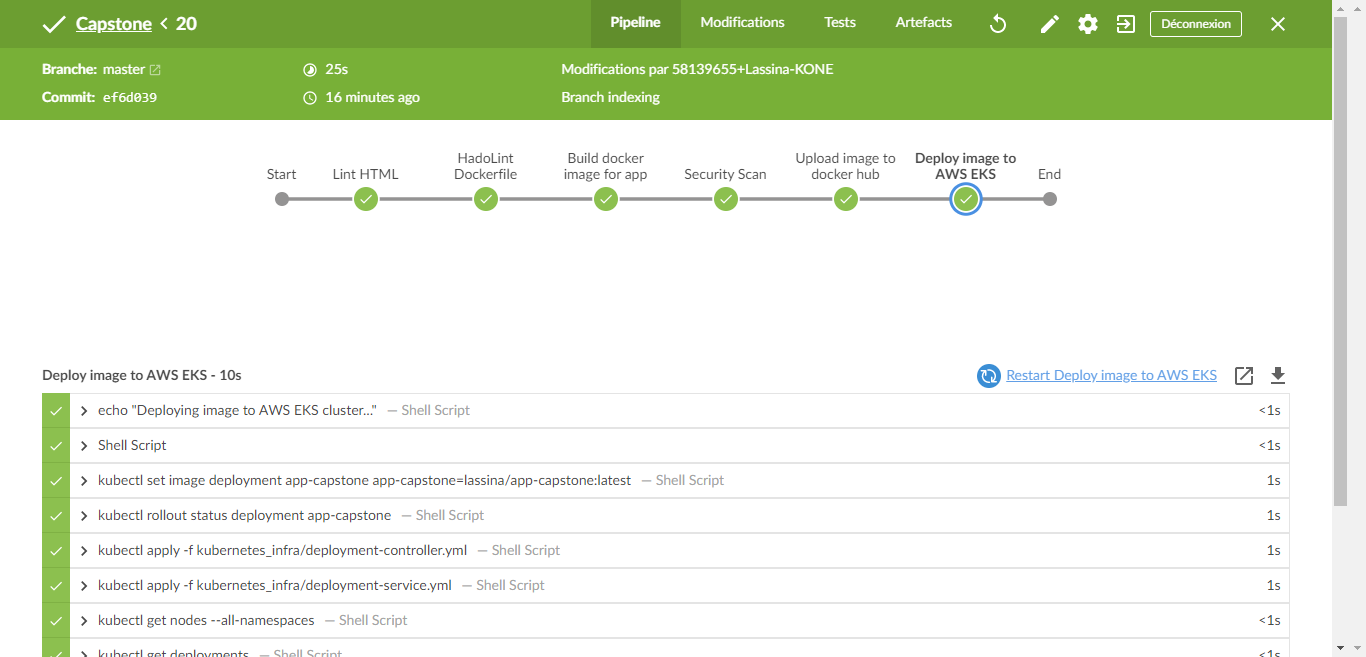 Capstone < 20
Pipeline Modifications Tests Artefacts Déconnexion
Branche: master 25s Modifications par 58139655+Lassina-KONE
Commit: ef6d039 16 minutes ago Branch indexing
Start
Lint HTML
HadoLint
Dockerfile
Build docker
image for app
Security Scan
Upload image to
docker hub
Deploy image to
AWS EKS
End
Deploy image to AWS EKS - 10s Restart Deploy image to AWS EKS
echo "Deploying image to AWS EKS cluster..." — Shell Script <1s
Shell Script <1s
kubectl set image deployment app-capstone app-capstone=lassina/app-capstone:latest — Shell Script 1s
kubectl rollout status deployment app-capstone — Shell Script 1s
kubectl apply -f kubernetes_infra/deployment-controller.yml — Shell Script 1s
kubectl apply -f kubernetes_infra/deployment-service.yml — Shell Script 1s
kubectl get nodes --all-namespaces — Shell Script <1s
kubectl get deployments — Shell Script <1s